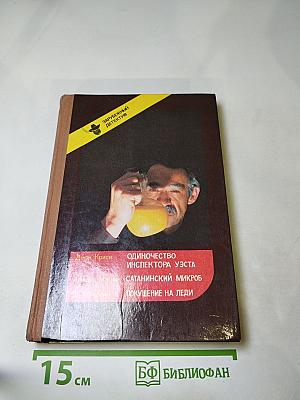 ЗАРУБЕЖНЫЙ
ДЕТЕКТИВ
Джон Кризи
ОДИНОЧЕСТВО
ИНСПЕКТОРА УЭСТА
САТАНИНСКИЙ МИКРОБ
ПОКУШЕНИЕ НА ЛЕДИ
15 СМ
БФ БИБЛИОФАН